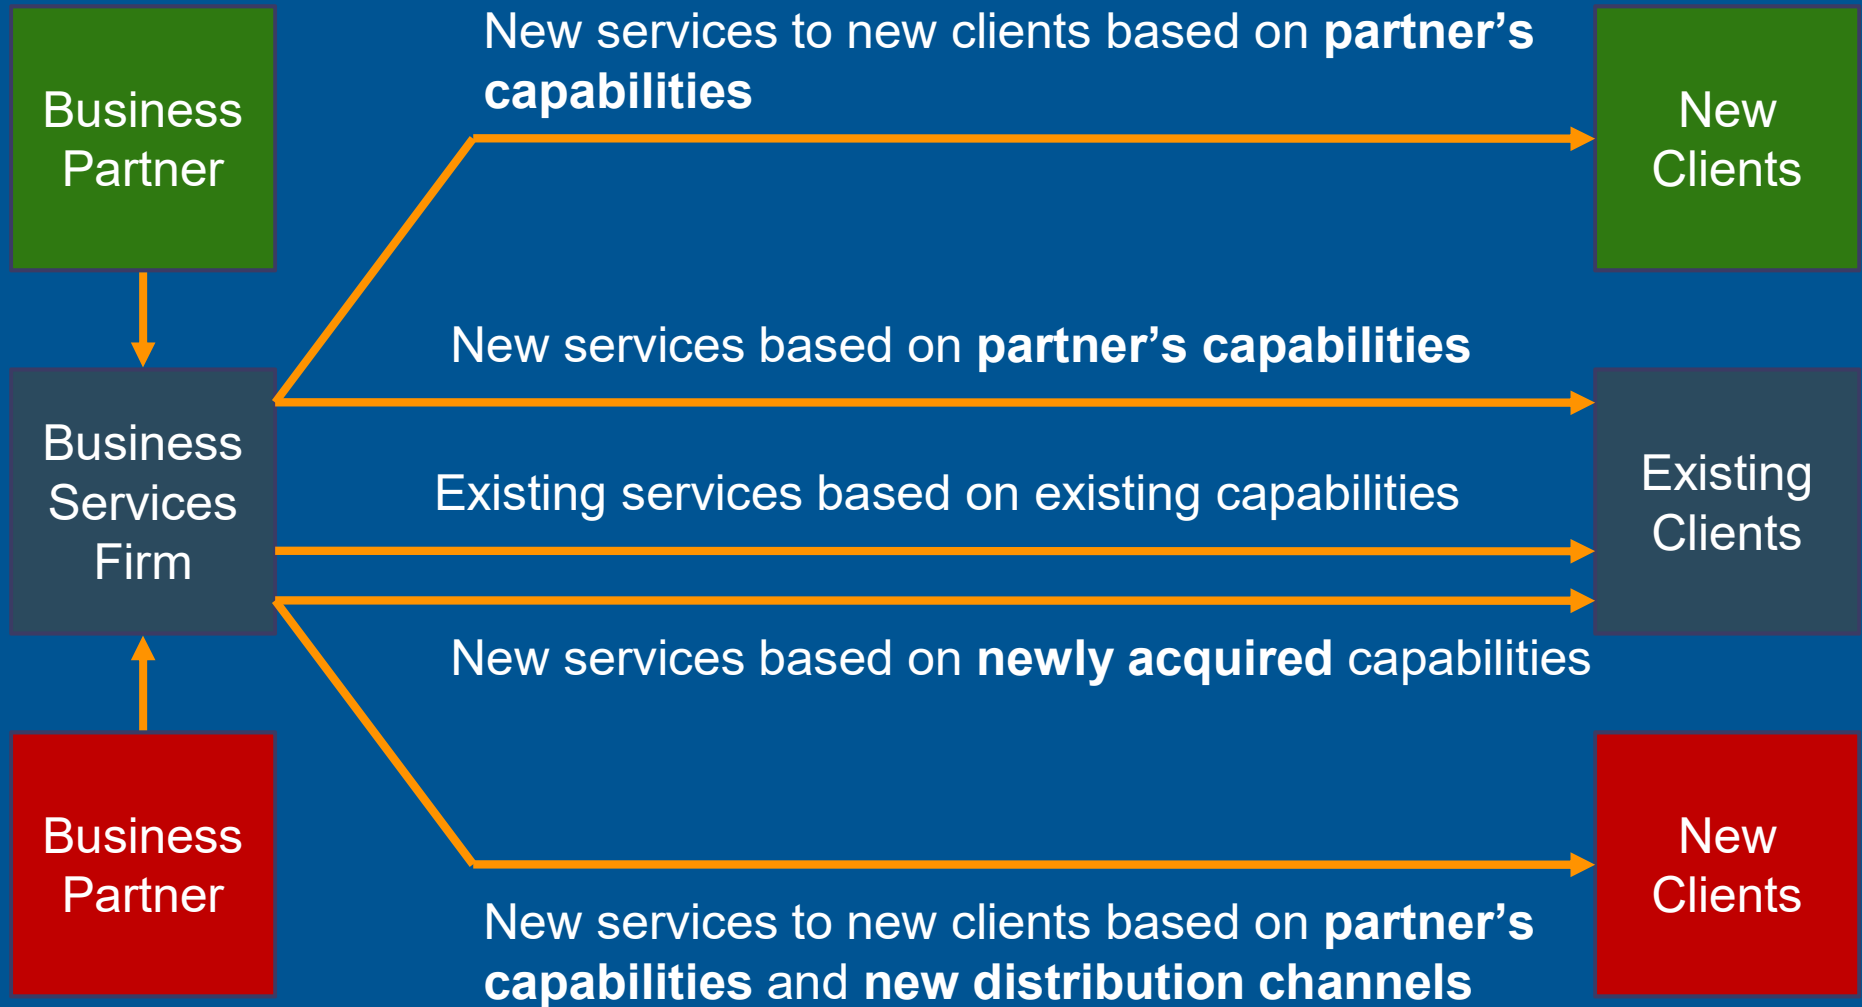 Business
Partner
New services to new clients based on partner’s
capabilities
New
Clients
New services based on partner’s capabilities
Business
Services
Firm
Existing services based on existing capabilities
Existing
Clients
New services based on newly acquired capabilities
Business
Partner
New services to new clients based on partner’s
capabilities and new distribution channels
New
Clients